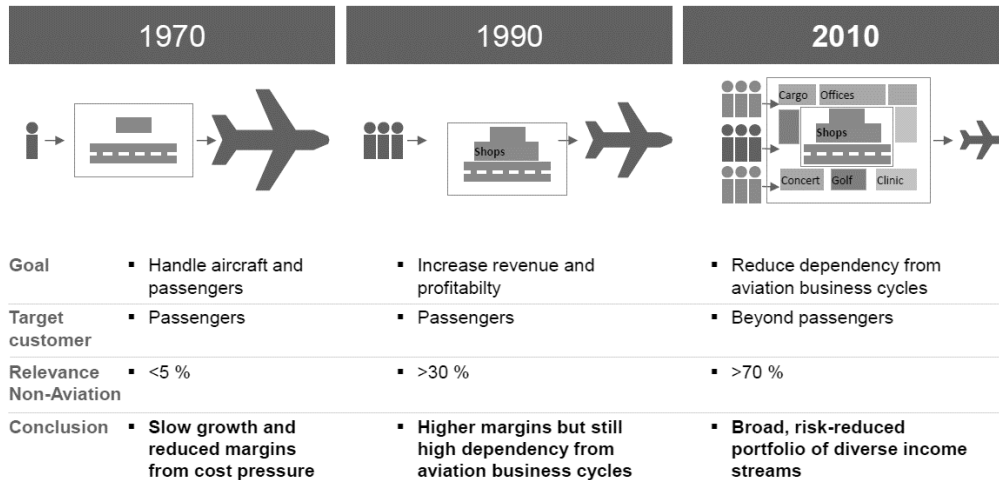 1970 1990 2010
Shops
Cargo Offices
Shops
Concert Golf Clinic
Goal ▪ Handle aircraft and ▪ Increase revenue and ▪ Reduce dependency from
passengers profitabilty aviation business cycles
Target ▪ Passengers ▪ Passengers ▪ Beyond passengers
customer
Relevance ▪ <5 % ▪ >30 % ▪ >70 %
Non-Aviation
Conclusion ▪ Slow growth and ▪ Higher margins but still ▪ Broad, risk-reduced
reduced margins high dependency from portfolio of diverse income
from cost pressure aviation business cycles streams